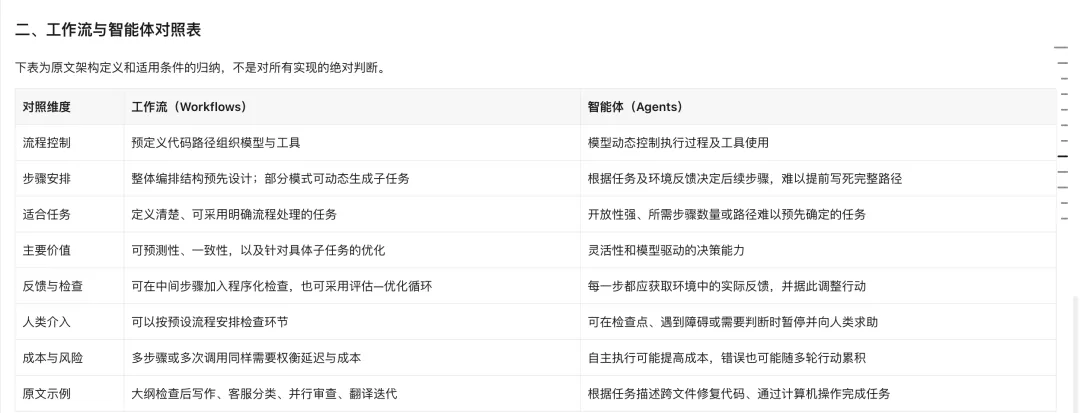 二、工作流与智能体对照表
下表为原文架构定义和适用条件的归纳，不是对所有实现的绝对判断。
对照维度 工作流（Workflows） 智能体（Agents）
流程控制 预定义代码路径组织模型与工具 模型动态控制执行过程及工具使用
步骤安排 整体编排结构预先设计；部分模式可动态生成子任务 根据任务及环境反馈决定后续步骤，难以提前写死完整路径
适合任务 定义清楚、可采用明确流程处理的任务 开放性强、所需步骤数量或路径难以预先确定的任务
主要价值 可预测性、一致性，以及针对具体子任务的优化 灵活性和模型驱动的决策能力
反馈与检查 可在中间步骤加入程序化检查，也可采用评估—优化循环 每一步都应获取环境中的实际反馈，并据此调整行动
人类介入 可以按预设流程安排检查环节 可在检查点、遇到障碍或需要判断时暂停并向人类求助
成本与风险 多步骤或多次调用同样需要权衡延迟与成本 自主执行可能提高成本，错误也可能随多轮行动累积
原文示例 大纲检查后写作、客服分类、并行审查、翻译迭代 根据任务描述跨文件修复代码、通过计算机操作完成任务